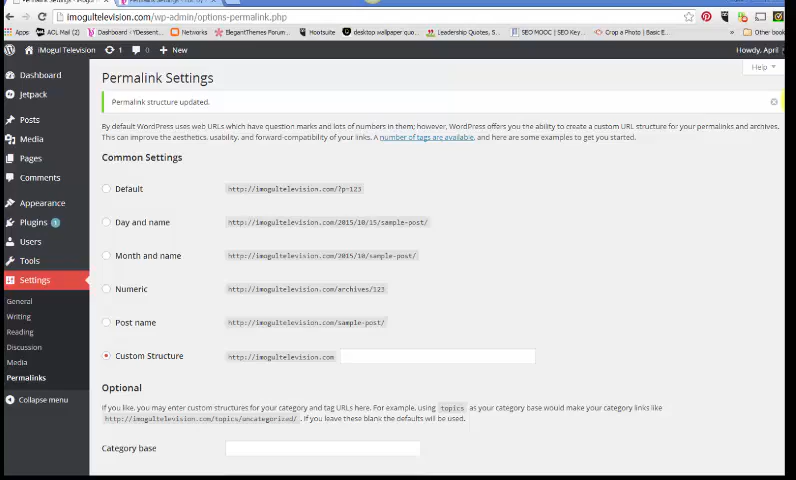 imogultelevision.com/wp-admin/options-permalink.php
Apps ACL Mail (2) Dashboard / YDessent... Networks ElegantThemes Forum... Hootsuite desktop wallpaper quot... Leadership Quotes, S... SEO MOOC | SEO Key... Crop a Photo | Basic E... » Other book
iMogul Television 1 0 + New Howdy, April
Help
Dashboard
Jetpack
Posts
Media
Pages
Comments
Appearance
Plugins 1
Users
Tools
Settings
General
Writing
Reading
Discussion
Media
Permalinks
Collapse menu
Permalink Settings
Permalink structure updated.
By default WordPress uses web URLs which have question marks and lots of numbers in them; however, WordPress offers you the ability to create a custom URL structure for your permalinks and archives.
This can improve the aesthetics, usability, and forward-compatibility of your links. A number of tags are available, and here are some examples to get you started.
Common Settings
Default http://imogultelevision.com/?p=123
Day and name http://imogultelevision.com/2015/10/15/sample-post/
Month and name http://imogultelevision.com/2015/10/sample-post/
Numeric http://imogultelevision.com/archives/123
Post name http://imogultelevision.com/sample-post/
Custom Structure http://imogultelevision.com
Optional
If you like, you may enter custom structures for your category and tag URLs here. For example, using topics as your category base would make your category links like
http://imogultelevision.com/topics/uncategorized/ . If you leave these blank the defaults will be used.
Category base